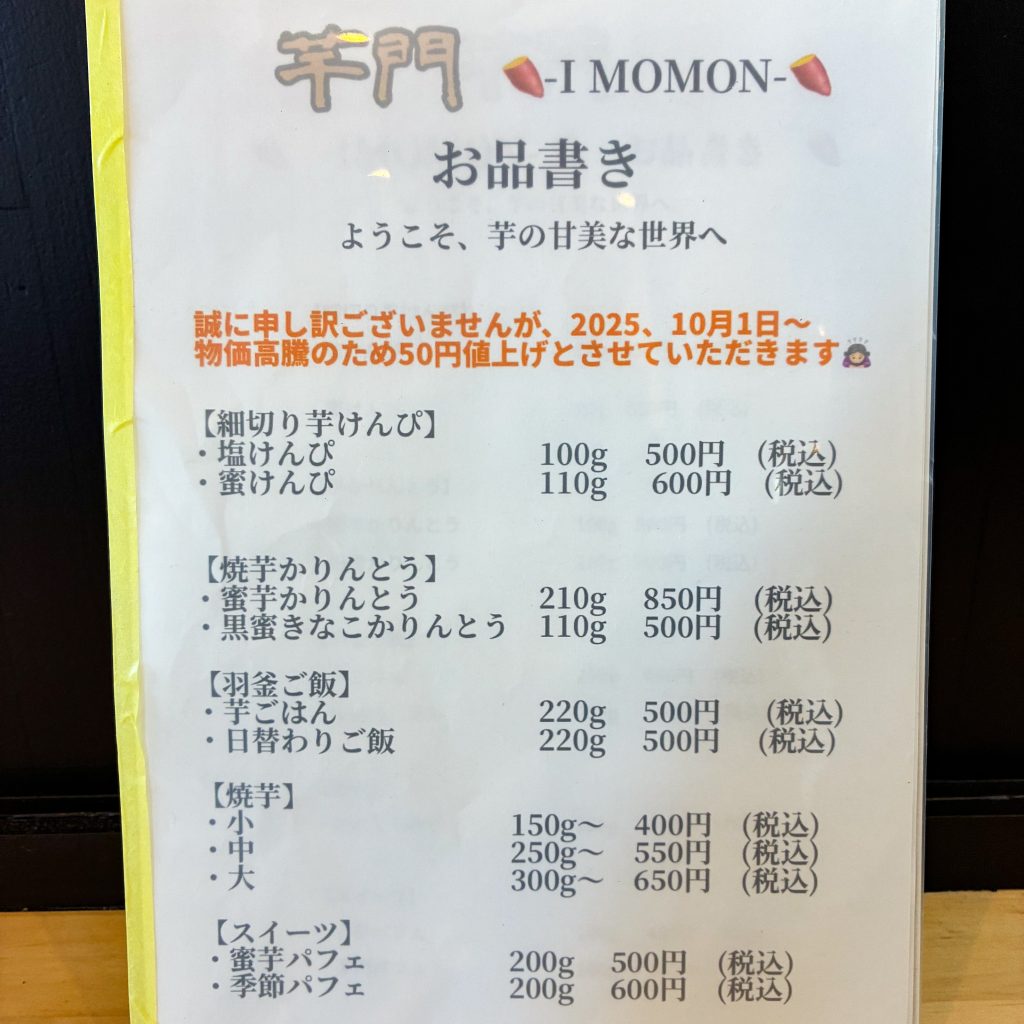 芋門 🍠-I MOMON-🍠
お品書き
ようこそ、芋の甘美な世界へ
誠に申し訳ございませんが、2025、10月1日〜
物価高騰のため50円値上げとさせていただきます🙇
【細切り芋けんぴ】
・塩けんぴ 100g 500円 (税込)
・蜜けんぴ 110g 600円 (税込)
【焼芋かりんとう】
・蜜芋かりんとう 210g 850円 (税込)
・黒蜜きなこかりんとう 110g 500円 (税込)
【羽釜ご飯】
・芋ごはん 220g 500円 (税込)
・日替わりご飯 220g 500円 (税込)
【焼芋】
・小 150g〜 400円 (税込)
・中 250g〜 550円 (税込)
・大 300g〜 650円 (税込)
【スイーツ】
・蜜芋パフェ 200g 500円 (税込)
・季節パフェ 200g 600円 (税込)